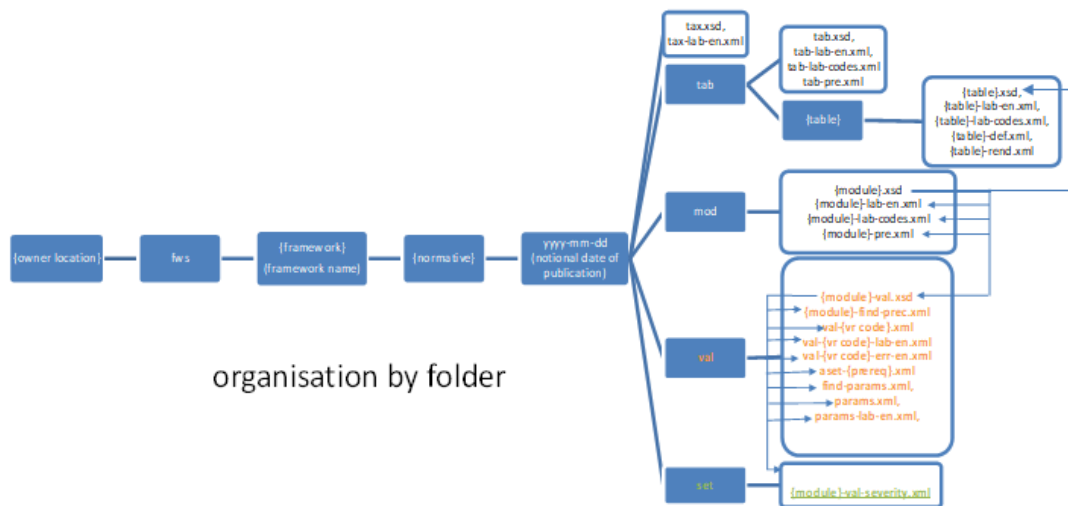 tax.xsd,
tax-lab-en.xml
tab.xsd,
tab-lab-en.xml,
tab-lab-codes.xml
tab-pre.xml
tab
{table}
{table}.xsd,
{table}-lab-en.xml,
{table}-lab-codes.xml,
{table}-def.xml,
{table}-rend.xml
mod
{module}.xsd
{module}-lab-en.xml
{module}-lab-codes.xml
{module}-pre.xml
{owner location}
fws
{framework}
(framework name)
{normative}
yyyy-mm-dd
(notional date of
publication)
val
{module}-val.xsd
{module}-find-prec.xml
val-{vr code}.xml
val-{vr code}-lab-en.xml
val-{vr code}-err-en.xml
aset-{prereq}.xml
find-params.xml,
params.xml,
params-lab-en.xml,
organisation by folder
set
{module}-val-severity.xml